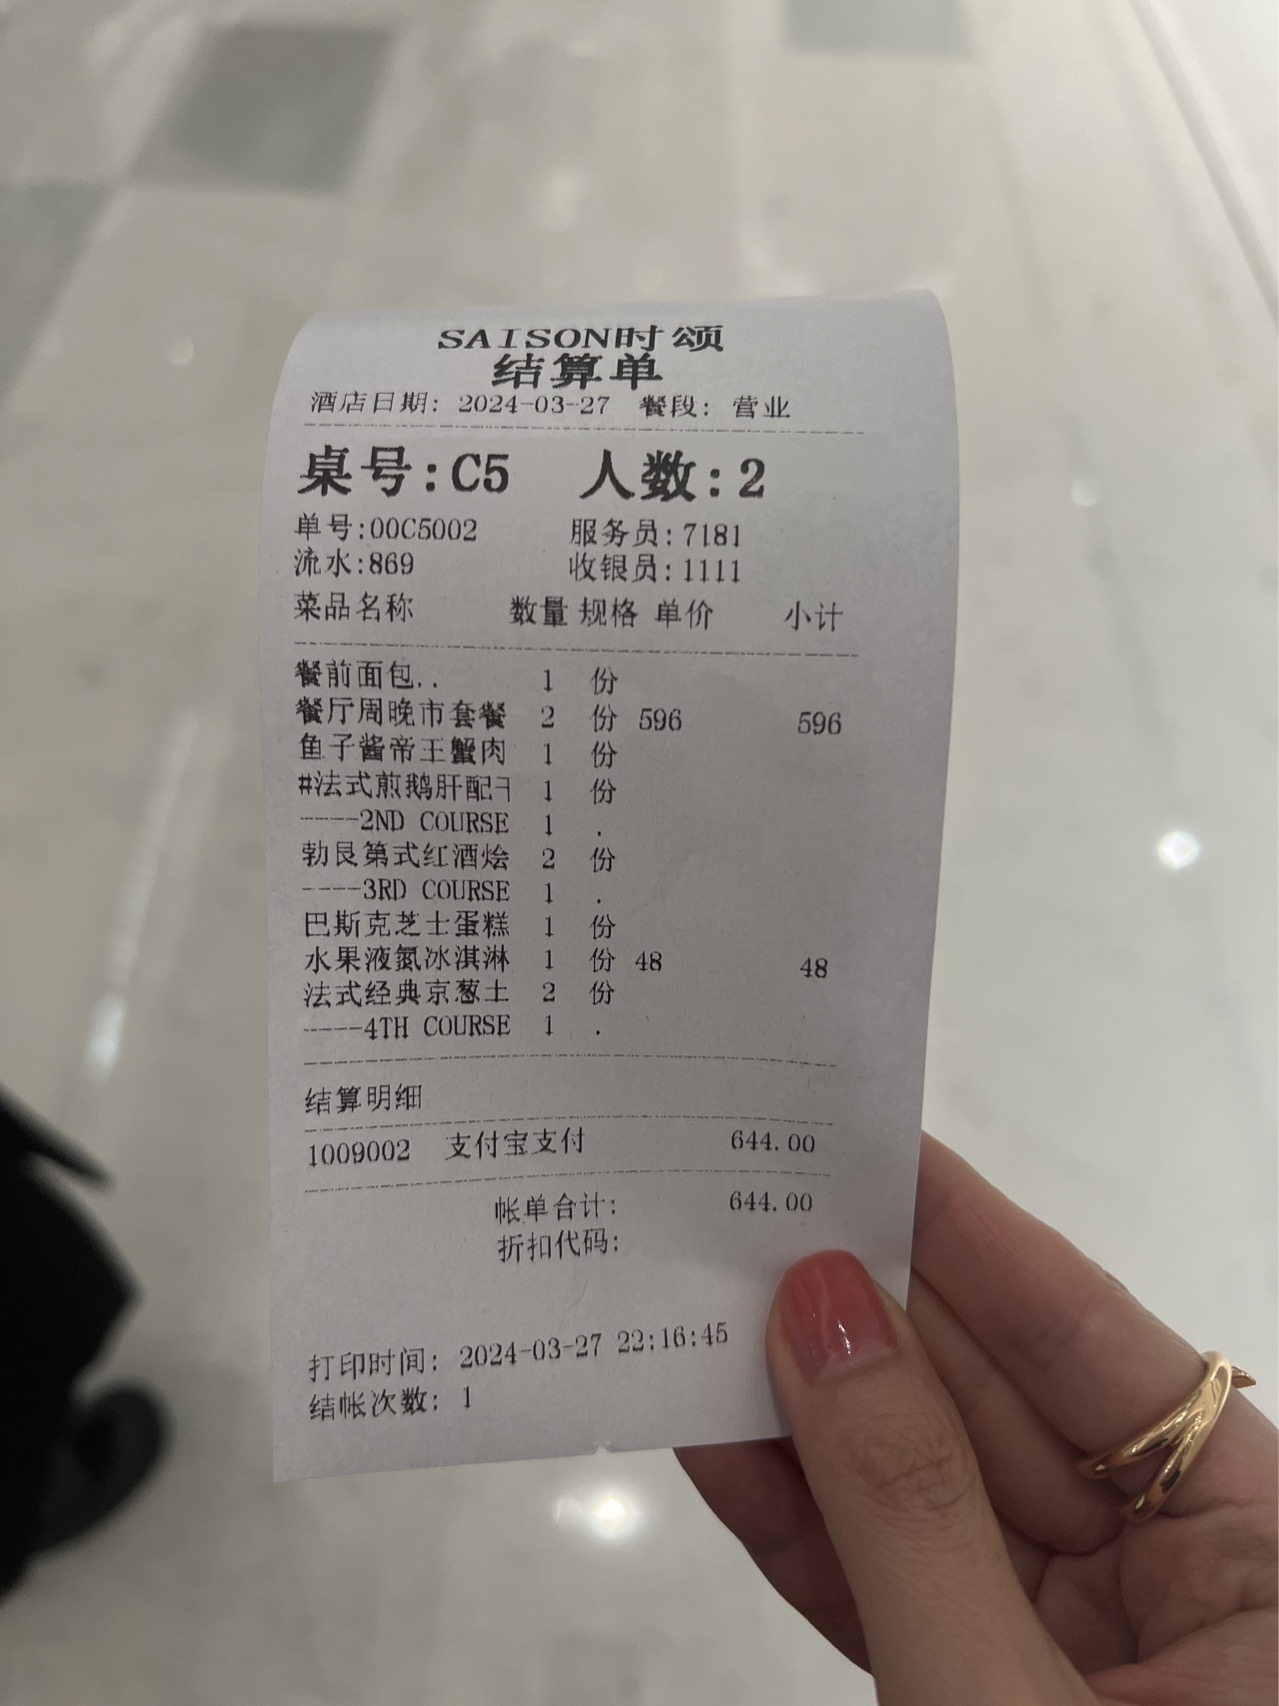 SAISON时颂
结算单
酒店日期: 2024-03-27 餐段: 营业
桌号:C5 人数:2
单号:00C5002 服务员:7181
流水:869 收银员:1111
菜品名称 数量 规格 单价 小计
餐前面包.. 1 份
餐厅周晚市套餐 2 份 596 596
鱼子酱帝王蟹肉 1 份
#法式煎鹅肝配 1 份
----2ND COURSE 1 .
勃艮第式红酒烩 2 份
----3RD COURSE 1 .
巴斯克芝士蛋糕 1 份
水果液氮冰淇淋 1 份 48 48
法式经典京葱土 2 份
-----4TH COURSE 1 .
结算明细
1009002 支付宝支付 644.00
帐单合计: 644.00
折扣代码:
打印时间: 2024-03-27 22:16:45
结帐次数: 1